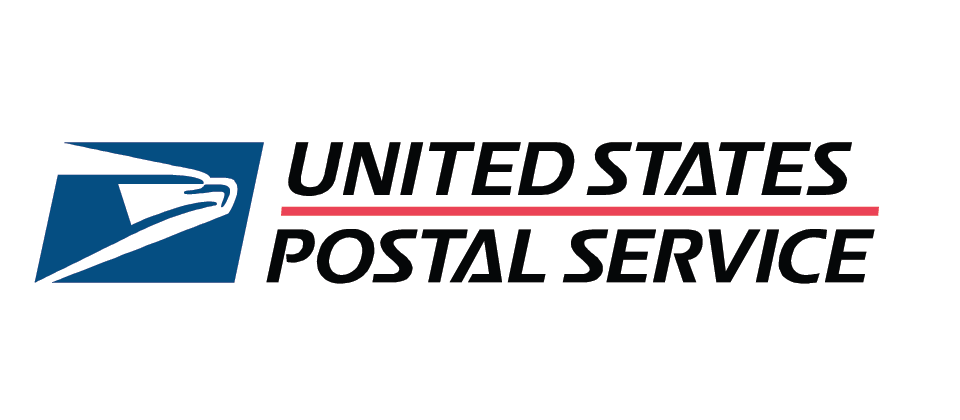 UNITED STATES
POSTAL SERVICE